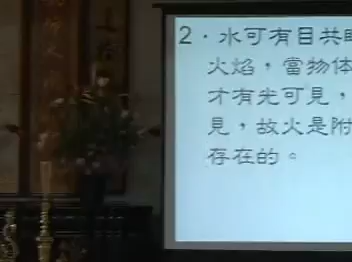 2．水可有目共睹
火焰，當物体
才有光可見，
見，故火是附
存在的。